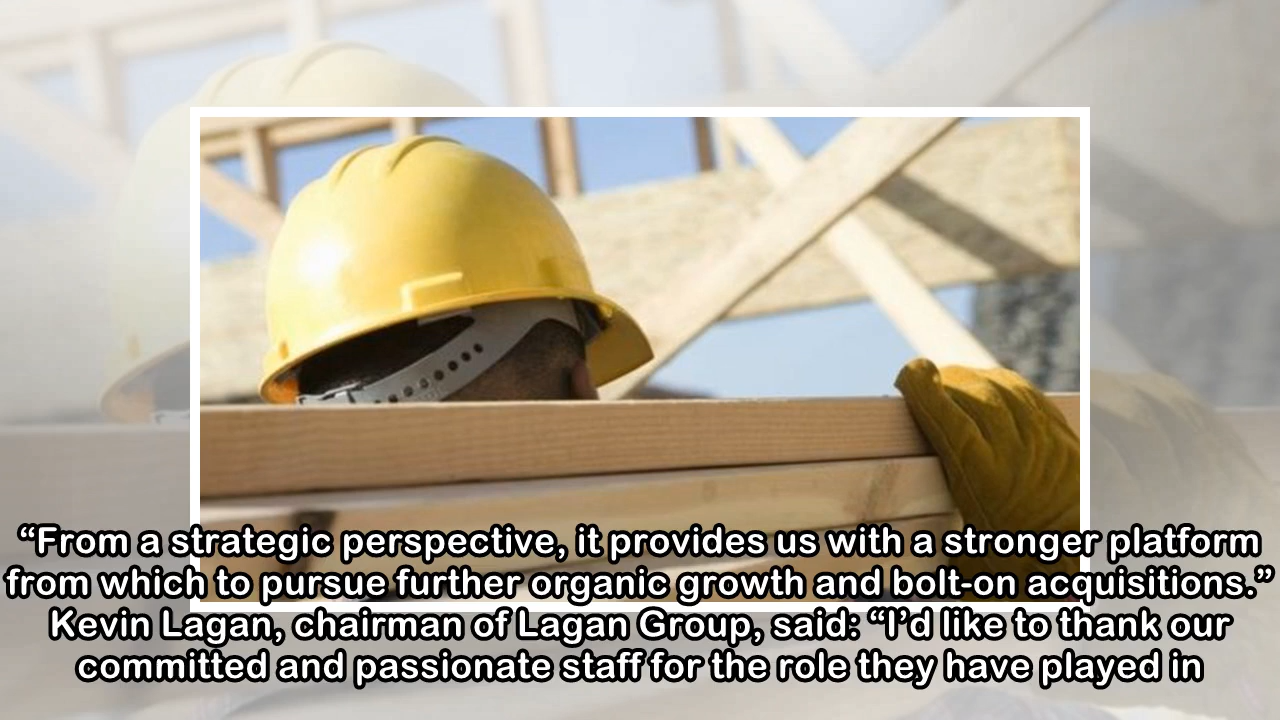 “From a strategic perspective, it provides us with a stronger platform
from which to pursue further organic growth and bolt-on acquisitions.”
Kevin Lagan, chairman of Lagan Group, said: “I’d like to thank our
committed and passionate staff for the role they have played in